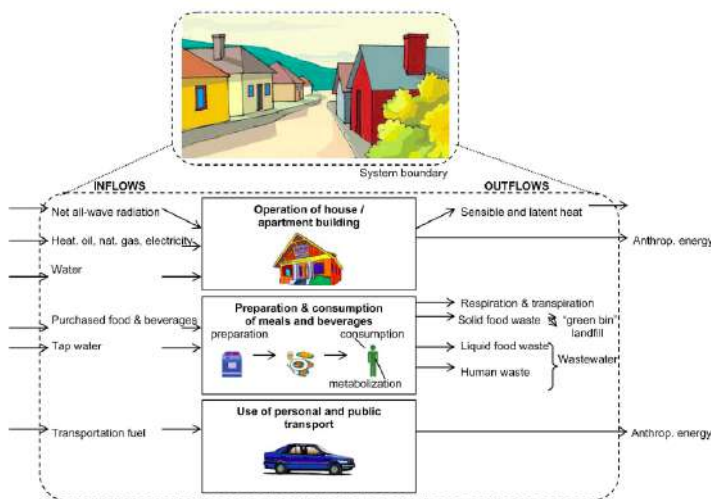 System boundary
INFLOWS
OUTFLOWS
Net all-wave radiation
Operation of house /
apartment building
Sensible and latent heat
Heat. oil, nat. gas, electricity
Anthrop. energy
Water
Purchased food & beverages
Preparation & consumption
of meals and beverages
Respiration & transpiration
Solid food waste
"green bin"
landfill
Tap water
preparation
consumption
metabolization
Liquid food waste
Wastewater
Human waste
Transportation fuel
Use of personal and public
transport
Anthrop. energy